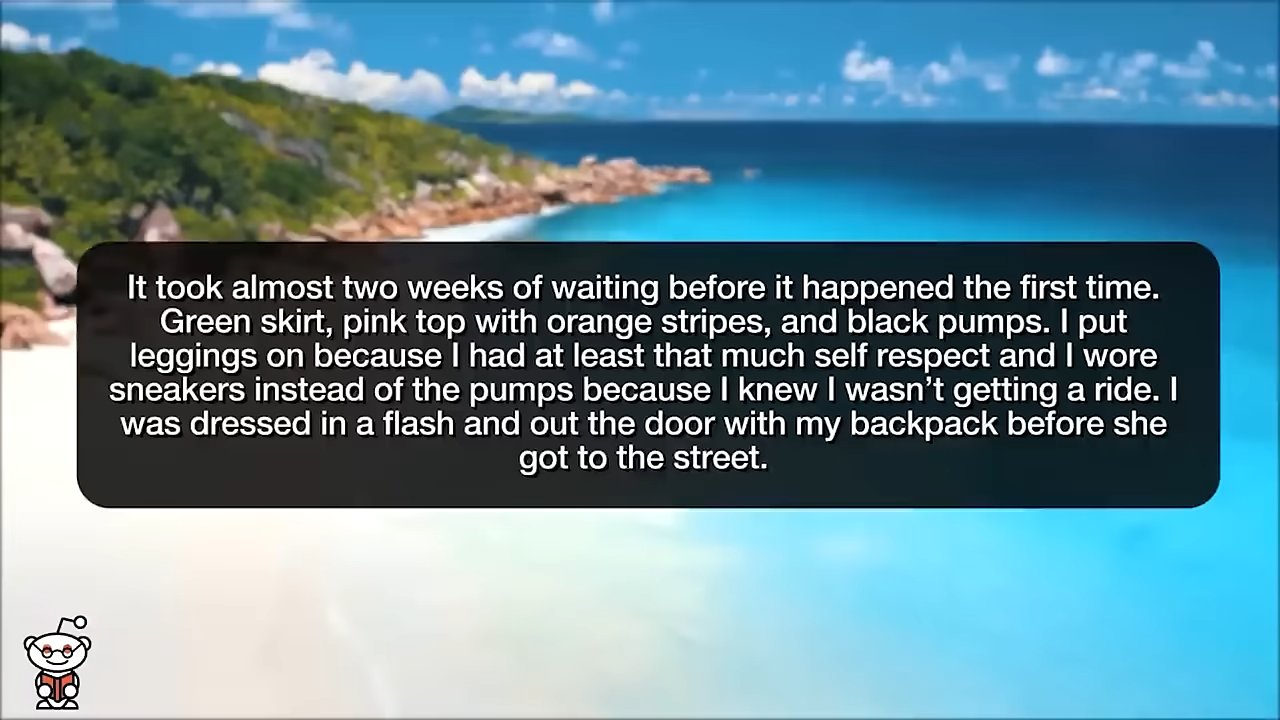 It took almost two weeks of waiting before it happened the first time.
Green skirt, pink top with orange stripes, and black pumps. I put
leggings on because I had at least that much self respect and I wore
sneakers instead of the pumps because I knew I wasn’t getting a ride. I
was dressed in a flash and out the door with my backpack before she
got to the street.